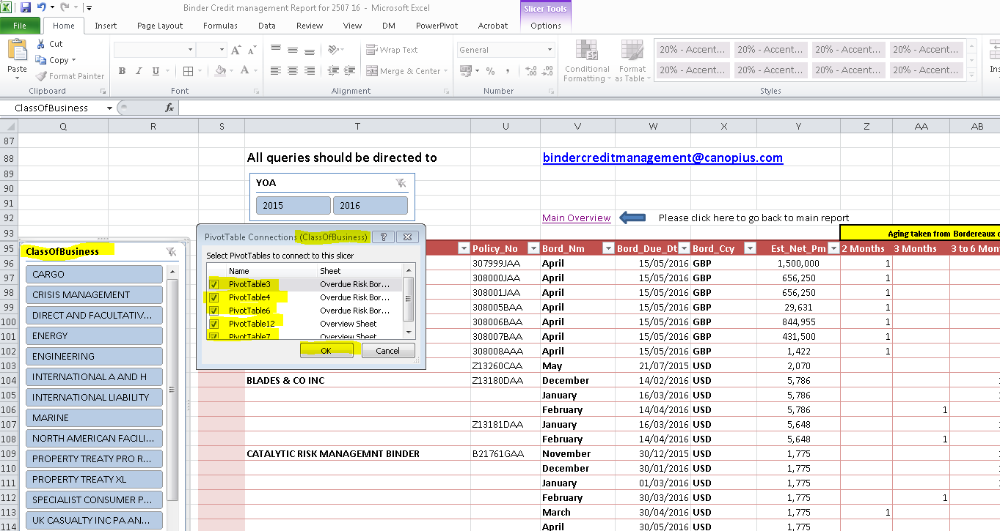 Binder Credit management Report for 2507 16 - Microsoft Excel
Slicer Tools
File Home Insert Page Layout Formulas Data Review View DM PowerPivot Acrobat Options
Paste
Cut
Copy
Format Painter
Clipboard
B I U
A A
Font
Wrap Text
Merge & Center
Alignment
General
%
Number
Conditional Formatting
Format as Table
20% - Accent... 20% - Accent... 20% - Accent... 20% - Accent...
20% - Accent... 20% - Accent... 20% - Accent... 20% - Accent...
Styles
Ins
ClassOfBusiness fx
Q R S T U V W X Y Z AA AB
87
88 All queries should be directed to bindercreditmanagement@canopius.com
89
90
91
92 Main Overview Please click here to go back to main report
93 Aging taken from Bordereaux
YOA
2015 2016
95 Policy_No Bord_Nm Bord_Due_Dt Bord_Ccy Est_Net_Pm 2 Months 3 Months 3 to 6 Mon
96 307999JAA April 15/05/2016 GBP 1,500,000 1
97 308000JAA April 15/05/2016 GBP 656,250 1
98 308001JAA April 15/05/2016 GBP 656,250 1
99 308005BAA April 15/05/2016 GBP 29,631 1
100 308006BAA April 15/05/2016 GBP 844,955 1
101 308007BAA April 15/05/2016 GBP 431,500 1
102 308008AAA April 15/05/2016 GBP 1,422 1
103 Z13260CAA May 21/07/2015 USD 2,070
104 BLADES & CO INC Z13180DAA December 14/02/2016 USD 5,786
105 January 16/03/2016 USD 5,786
106 February 14/04/2016 USD 5,786 1
107 Z13181DAA January 16/03/2016 USD 5,648
108 February 14/04/2016 USD 5,648 1
109 CATALYTIC RISK MANAGEMNT BINDER B21761GAA November 30/12/2015 USD 1,775
110 December 30/01/2016 USD 1,775
111 January 01/03/2016 USD 1,775
112 February 30/03/2016 USD 1,775 1
113 March 30/04/2016 USD 1,775 1
114 April 30/05/2016 USD 1,775
ClassOfBusiness
CARGO
CRISIS MANAGEMENT
DIRECT AND FACULTATIV...
ENERGY
ENGINEERING
INTERNATIONAL A AND H
INTERNATIONAL LIABILITY
MARINE
NORTH AMERICAN FACILI...
PROPERTY TREATY PRO R...
PROPERTY TREATY XL
SPECIALIST CONSUMER P...
UK CASUALTY INC PA AN...
PivotTable Connections (ClassOfBusiness) ?
Select PivotTables to connect to this slicer
Name Sheet
PivotTable3 Overdue Risk Bor...
PivotTable4 Overdue Risk Bor...
PivotTable6 Overdue Risk Bor...
PivotTable12 Overview Sheet
PivotTable7 Overview Sheet
OK Cancel